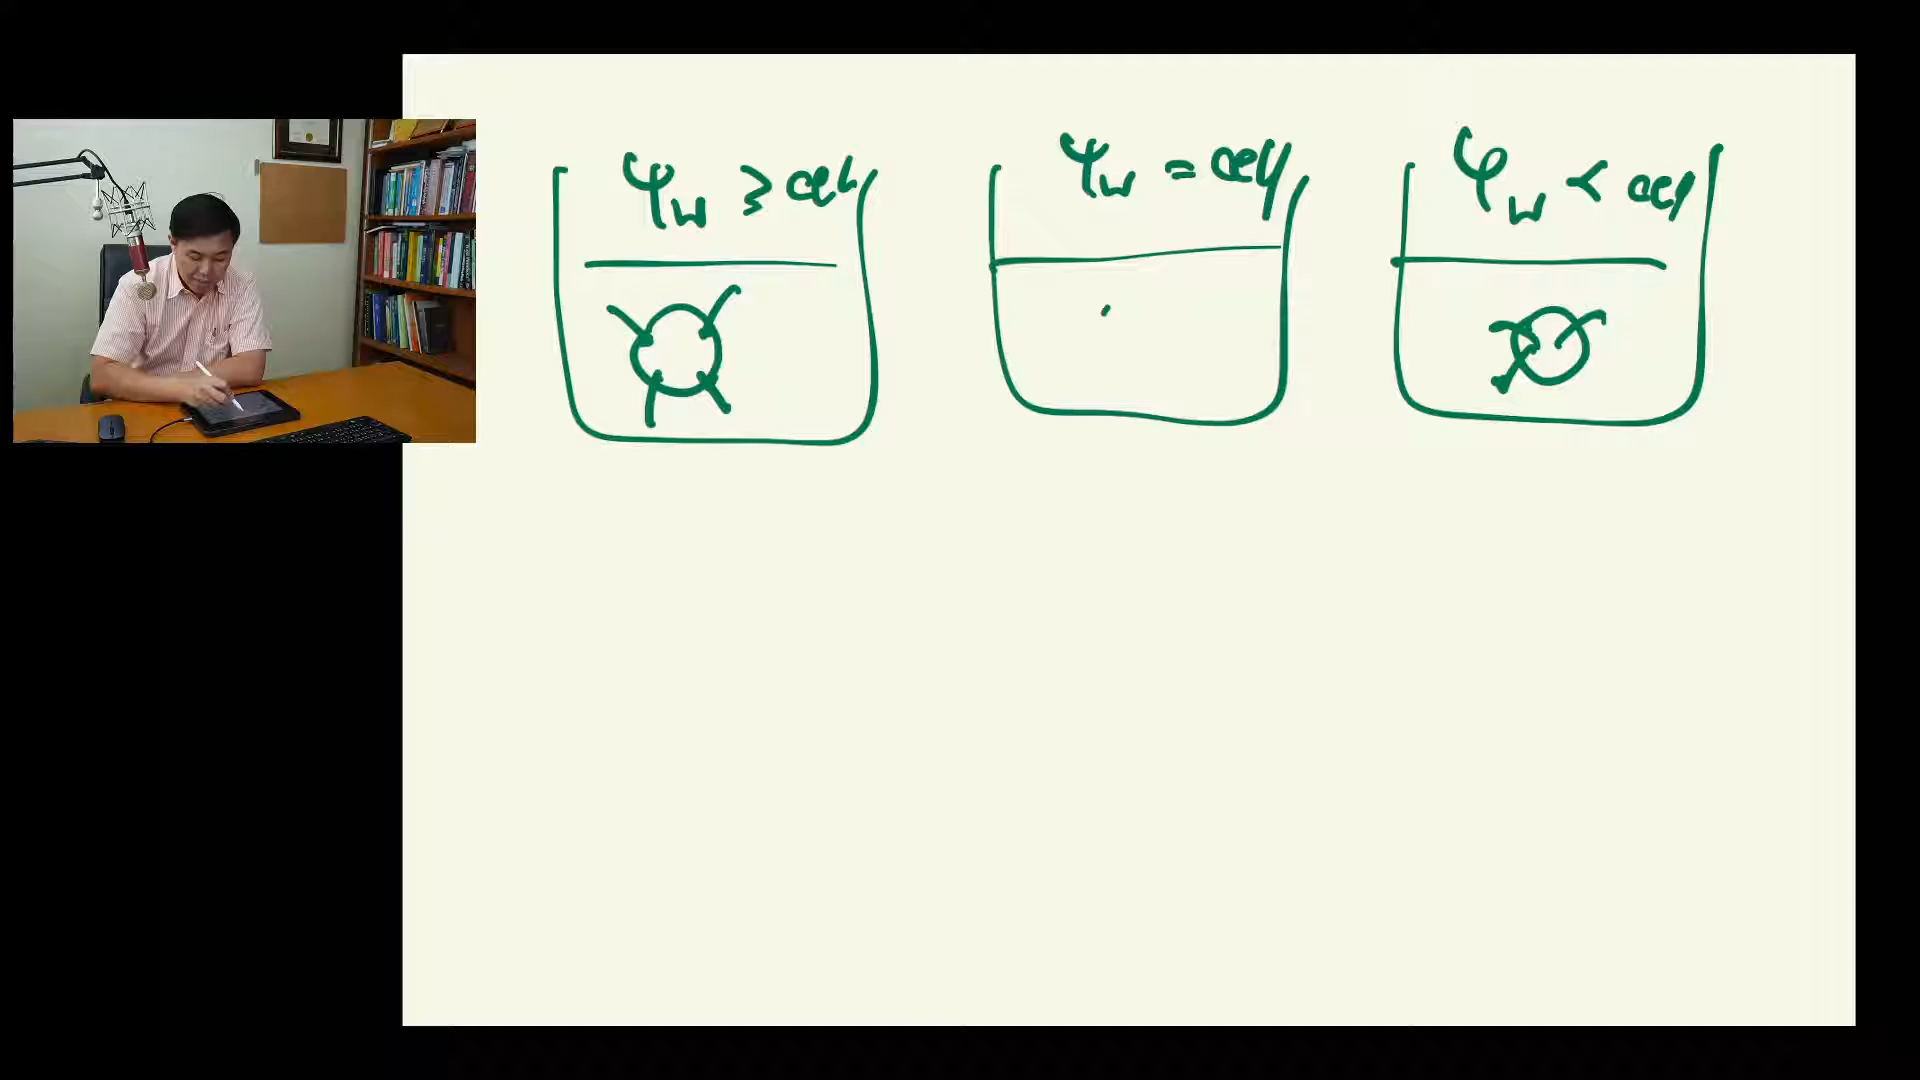 Ψw > cell
Ψw = cell
Ψw < cell